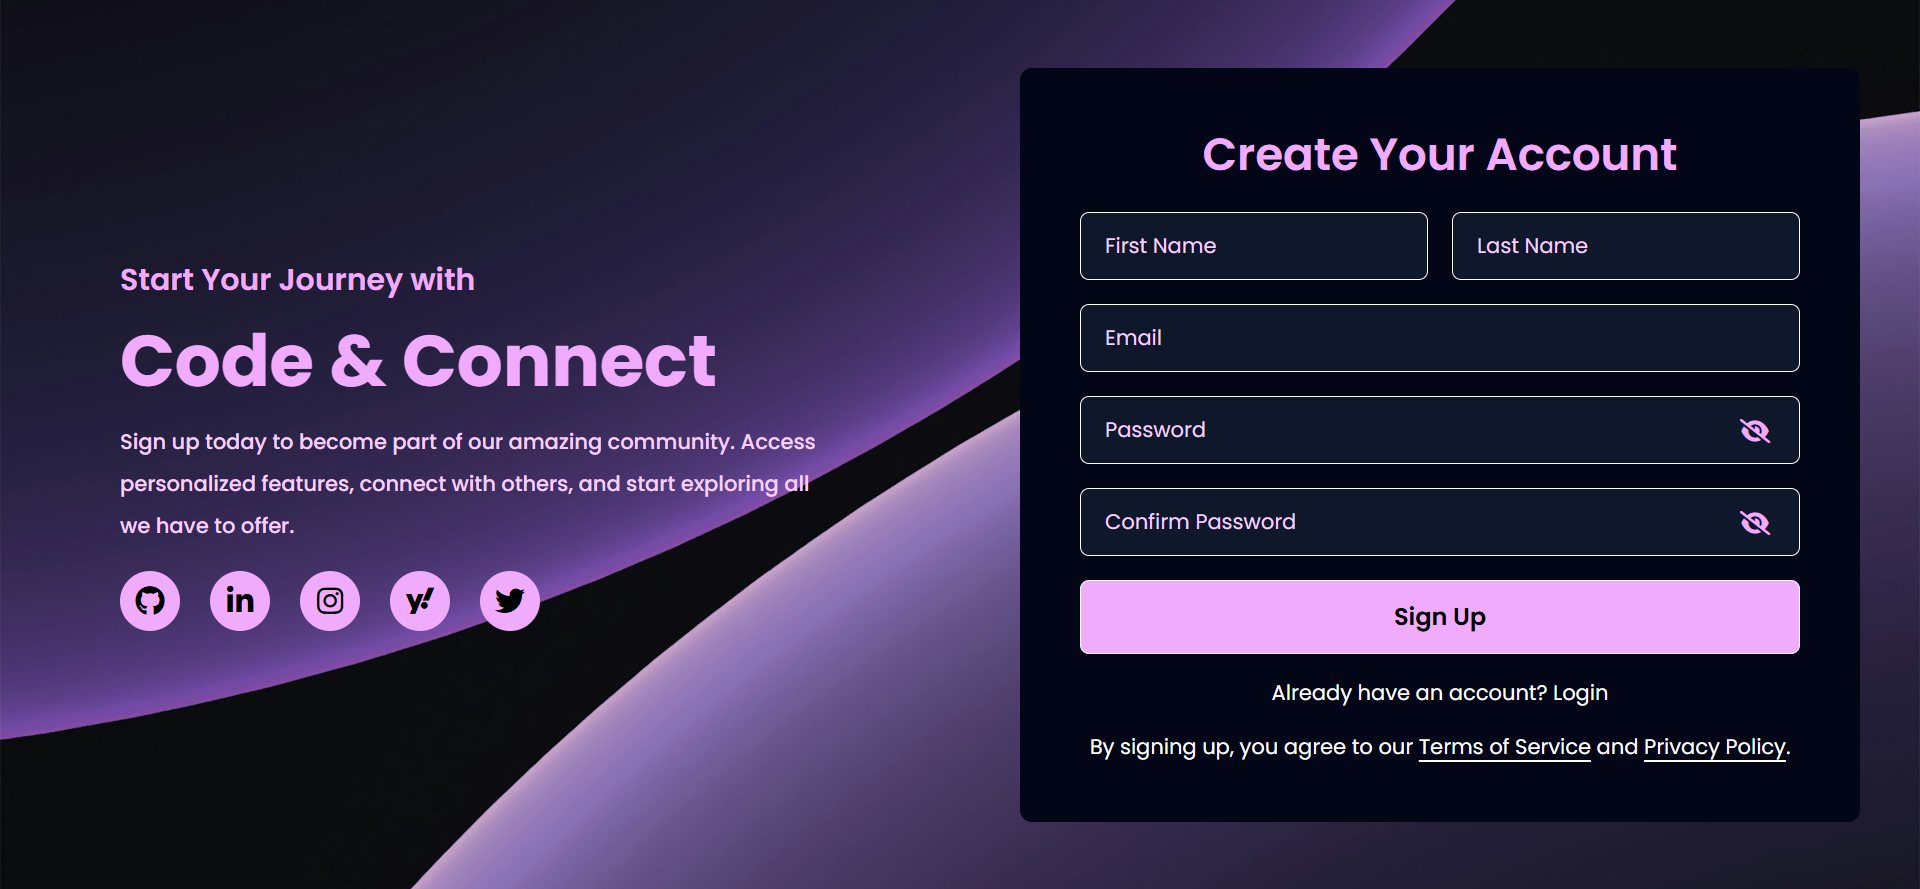 Start Your Journey with
Code & Connect
Sign up today to become part of our amazing community. Access
personalized features, connect with others, and start exploring all
we have to offer.
in
y!
Create Your Account
First Name
Last Name
Email
Password
Confirm Password
Sign Up
Already have an account? Login
By signing up, you agree to our Terms of Service and Privacy Policy.